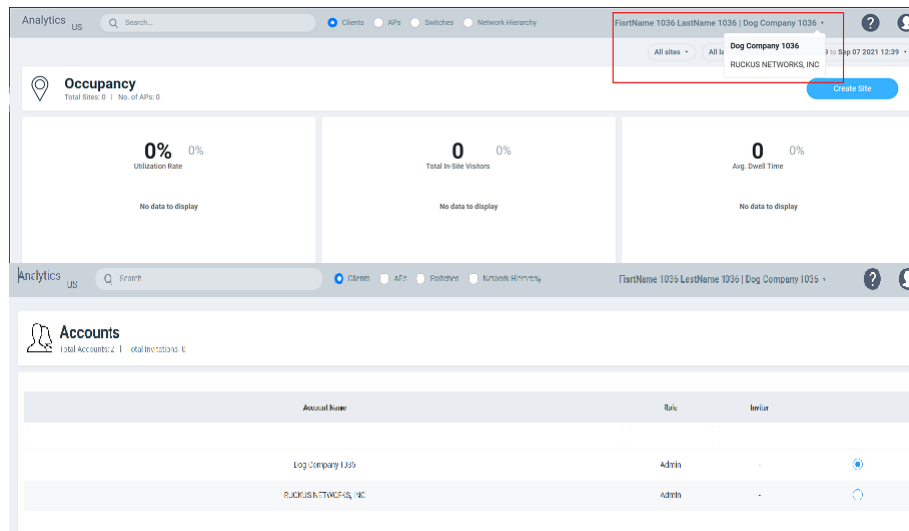 Analytics US
Search...
Clients APs Switches Network Hierarchy
FisrtName 1036 LastName 1036 | Dog Company 1036
Dog Company 1036
RUCKUS NETWORKS, INC
All sites
All la
9 to Sep 07 2021 12:39
Occupancy
Total Sites: 0 | No. of APs: 0
Create Site
0% 0%
Utilization Rate
No data to display
0 0%
Total In-Site Visitors
No data to display
0 0%
Avg. Dwell Time
No data to display
Analytics US
Search
Clients APs Switches Network Hierarchy
FisrtName 1036 LastName 1036 | Dog Company 1036
Accounts
Total Accounts: 2 | Total Invitations: 0
Account Name Role Inviter
Dog Company 1036 Admin -
RUCKUS NETWORKS, INC Admin -